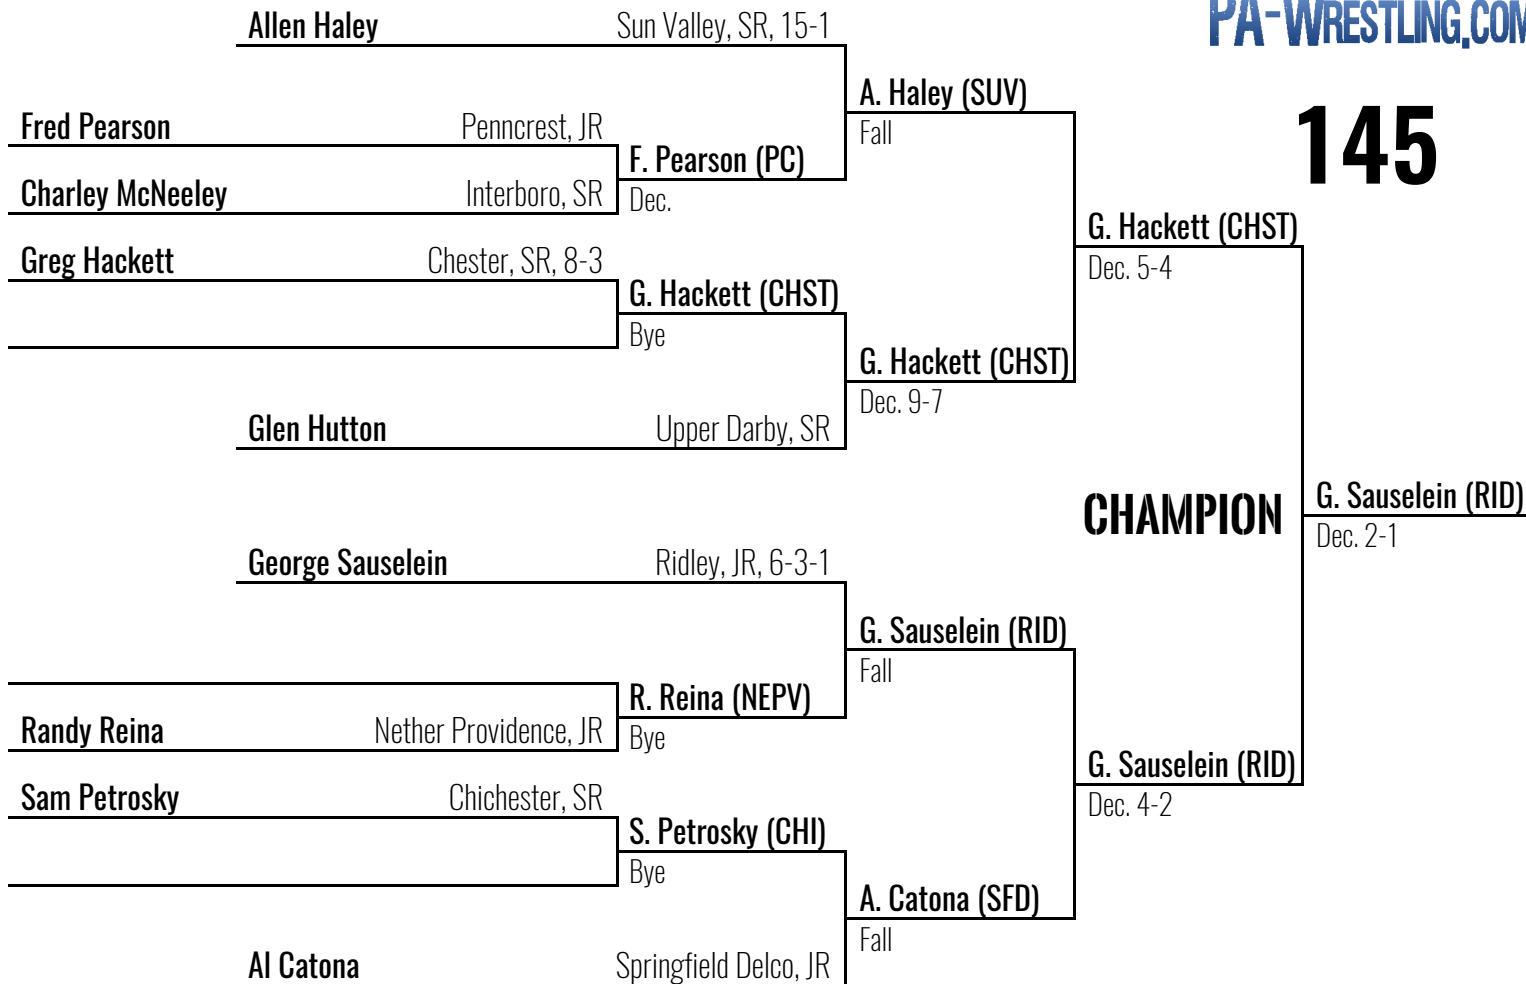 Allen Haley Sun Valley, SR, 15-1
PA-WRESTLING.COM
A. Haley (SUV)
Fall
145
Fred Pearson Penncrest, JR
F. Pearson (PC)
Dec.
Charley McNeeley Interboro, SR
G. Hackett (CHST)
Dec. 5-4
Greg Hackett Chester, SR, 8-3
G. Hackett (CHST)
Bye
G. Hackett (CHST)
Dec. 9-7
Glen Hutton Upper Darby, SR
CHAMPION
G. Sauselein (RID)
Dec. 2-1
George Sauselein Ridley, JR, 6-3-1
G. Sauselein (RID)
Fall
R. Reina (NEPV)
Bye
Randy Reina Nether Providence, JR
G. Sauselein (RID)
Dec. 4-2
Sam Petrosky Chichester, SR
S. Petrosky (CHI)
Bye
A. Catona (SFD)
Fall
Al Catona Springfield Delco, JR